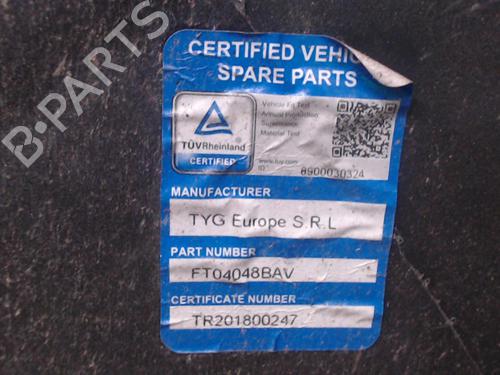 B-PARTS
CERTIFIED VEHIC
SPARE PARTS
TÜVRheinland
CERTIFIED
Vehicle Fit Test
Annual Production
Surveillance
Material Test
www.tuv.com
ID 8900030324
MANUFACTURER
TYG Europe S.R.L
PART NUMBER
FT04048BAV
CERTIFICATE NUMBER
TR201800247